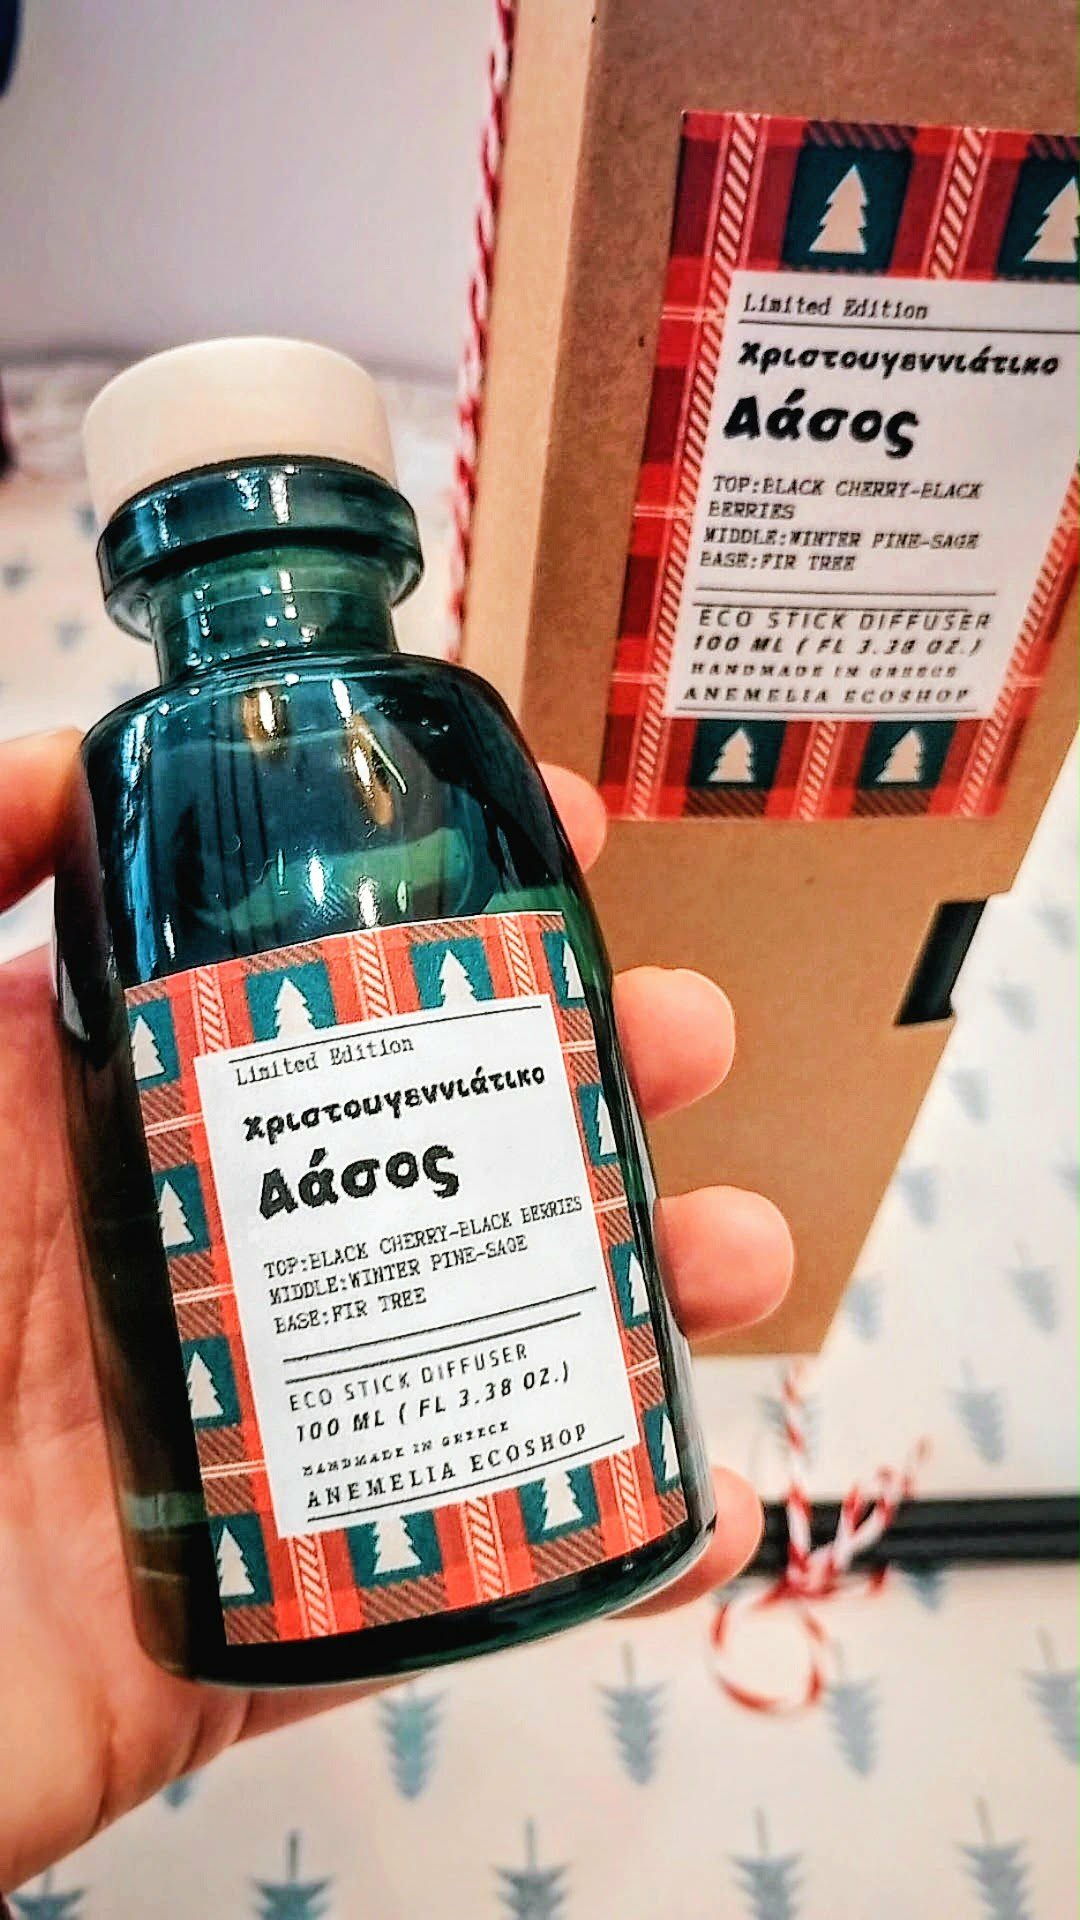 Limited Edition
Χριστουγεννιάτικο
Δάσος
TOP:BLACK CHERRY-BLACK
BERRIES
MIDDLE:WINTER PINE-SAGE
BASE:FIR TREE
ECO STICK DIFFUSER
100 ML ( FL 3.38 OZ.)
HANDMADE IN GREECE
ANEMELIA ECOSHOP
Limited Edition
Χριστουγεννιάτικο
Δάσος
TOP:BLACK CHERRY-BLACK BERRIES
MIDDLE:WINTER PINE-SAGE
BASE:FIR TREE
ECO STICK DIFFUSER
100 ML ( FL 3.38 OZ.)
HANDMADE IN GREECE
ANEMELIA ECOSHOP